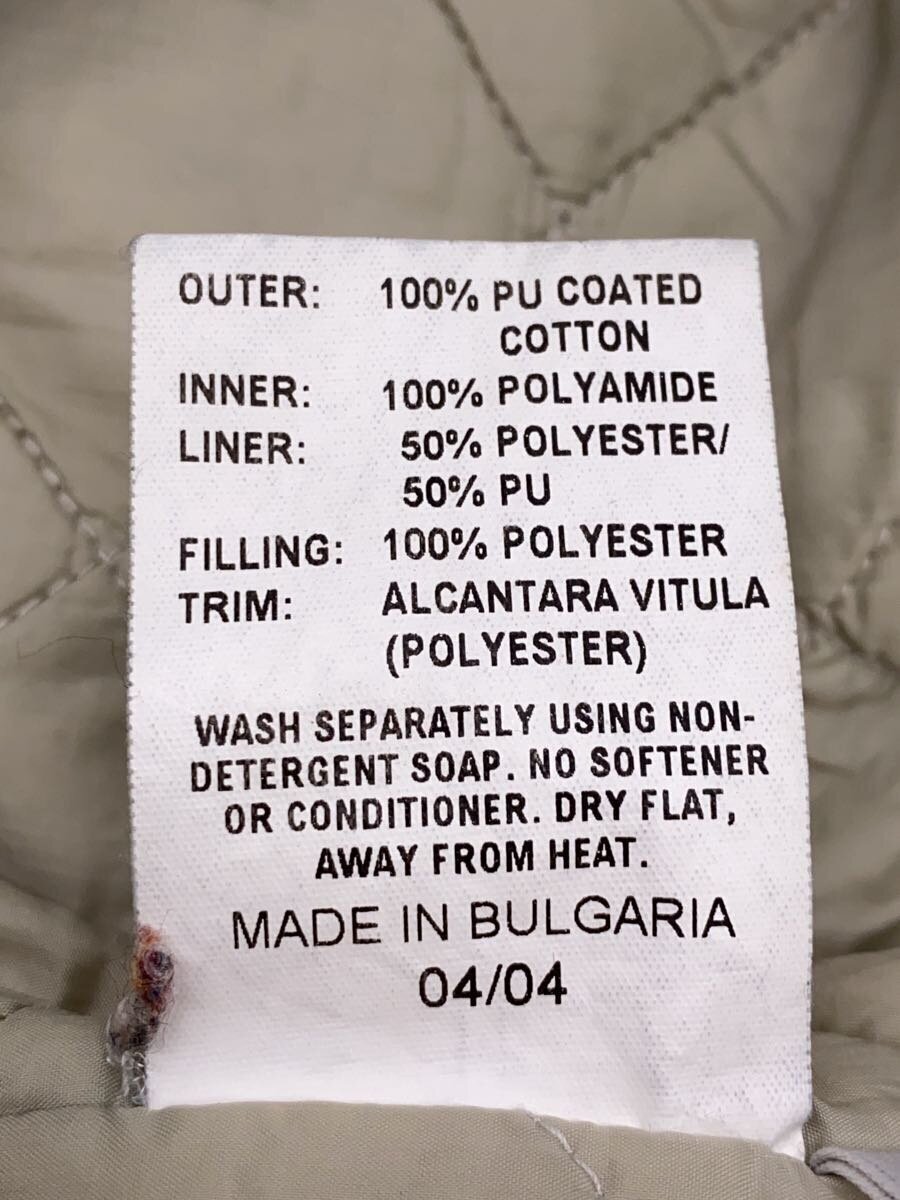 OUTER: 100% PU COATED
COTTON
INNER: 100% POLYAMIDE
LINER: 50% POLYESTER/
50% PU
FILLING: 100% POLYESTER
TRIM: ALCANTARA VITULA
(POLYESTER)
WASH SEPARATELY USING NON-
DETERGENT SOAP. NO SOFTENER
OR CONDITIONER. DRY FLAT,
AWAY FROM HEAT.
MADE IN BULGARIA
04/04